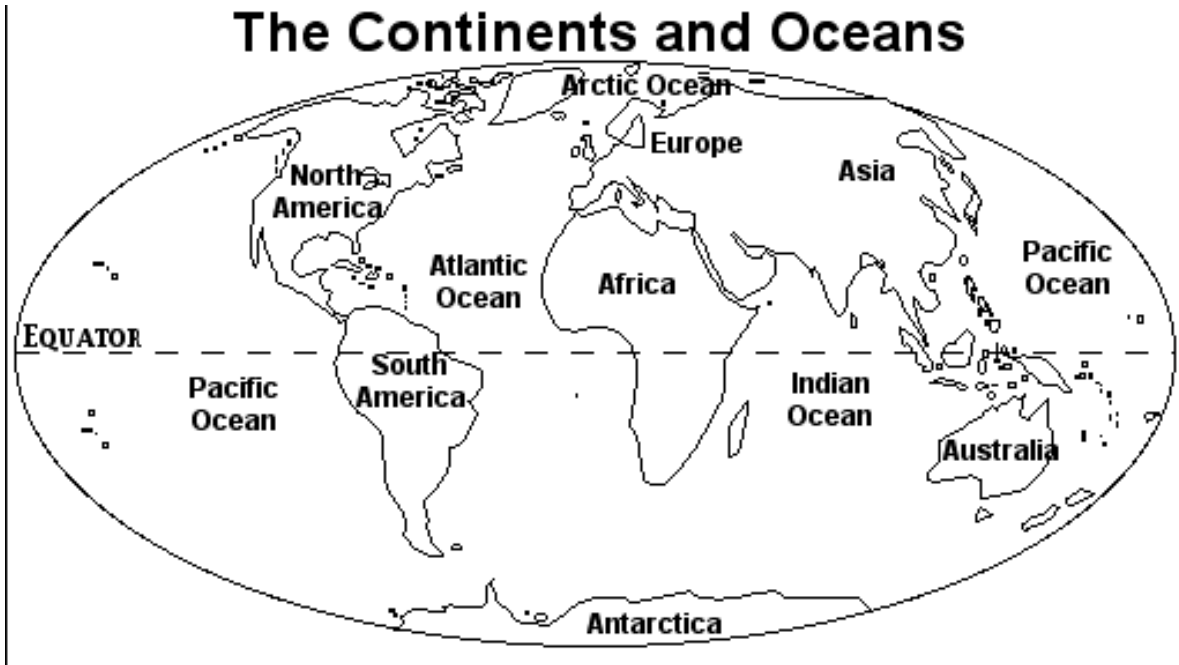 The Continents and Oceans
Arctic Ocean
Europe
Asia
North
America
Atlantic
Ocean
Africa
Pacific
Ocean
EQUATOR
Pacific
Ocean
South
America
Indian
Ocean
Australia
Antarctica